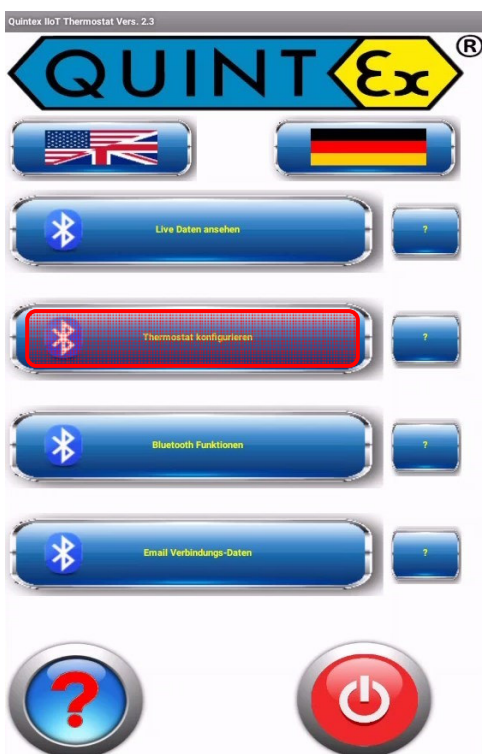 Quintex IIoT Thermostat Vers. 2.3
QUINT Ex ®
Live Daten ansehen ?
Thermostat konfigurieren ?
Bluetooth Funktionen ?
Email Verbindungs-Daten ?
?